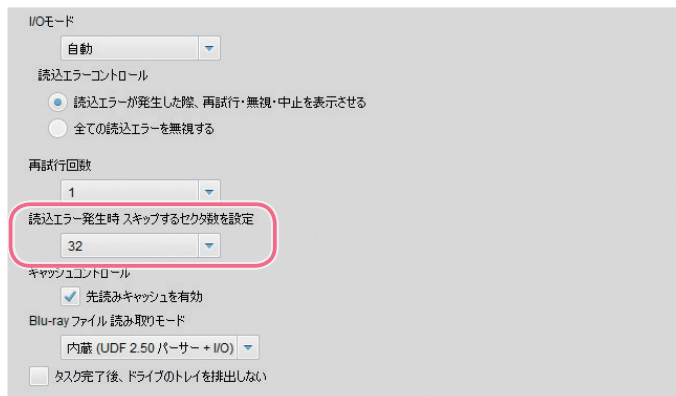 I/Oモード
自動
読込エラーコントロール
読込エラーが発生した際、再試行・無視・中止を表示させる
全ての読込エラーを無視する
再試行回数
1
読込エラー発生時 スキップするセクタ数を設定
32
キャッシュコントロール
先読みキャッシュを有効
Blu-ray ファイル 読み取りモード
内蔵 (UDF 2.50 パーサー + I/O)
タスク完了後、ドライブのトレイを排出しない